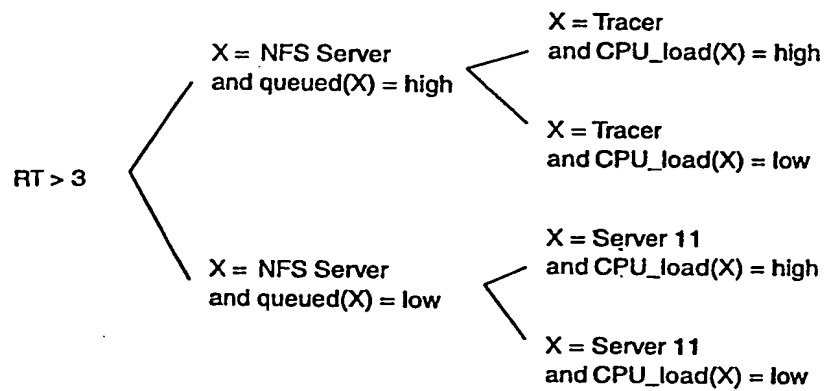 X = Tracer
and CPU_load(X) = high
X = NFS Server
and queued(X) = high
X = Tracer
and CPU_load(X) = low
RT > 3
X = Server 11
and CPU_load(X) = high
X = NFS Server
and queued(X) = low
X = Server 11
and CPU_load(X) = low